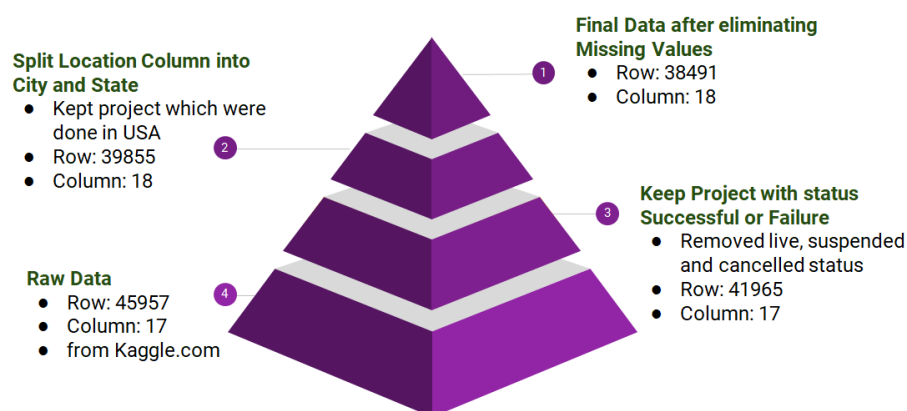 Final Data after eliminating
Missing Values
● Row: 38491
● Column: 18
1
Split Location Column into
City and State
● Kept project which were
done in USA
● Row: 39855
● Column: 18
2
Keep Project with status
Successful or Failure
● Removed live, suspended
and cancelled status
● Row: 41965
● Column: 17
3
Raw Data
● Row: 45957
● Column: 17
● from Kaggle.com
4